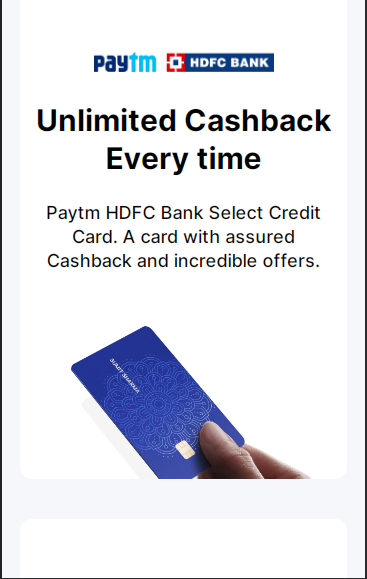 paytm HDFC BANK
Unlimited Cashback
Every time
Paytm HDFC Bank Select Credit
Card. A card with assured
Cashback and incredible offers.
SUMIT SHARMA